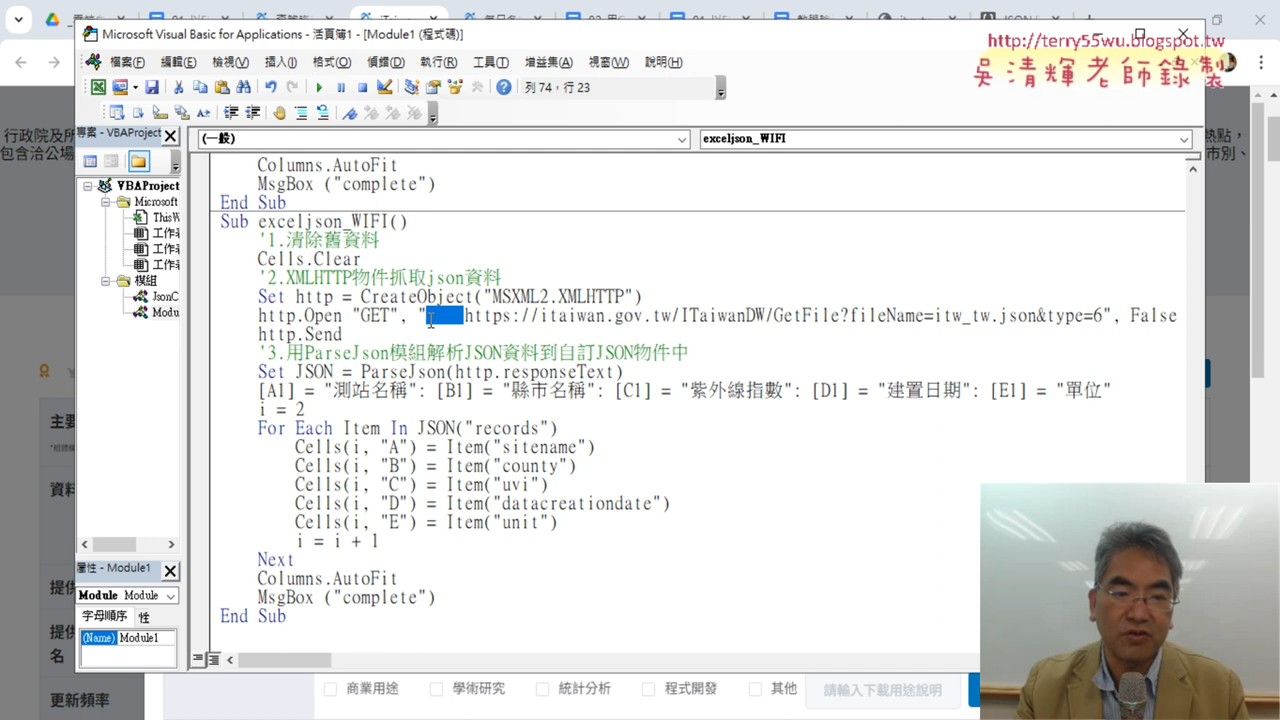 Microsoft Visual Basic for Applications - 活頁簿1 - [Module1 (程式碼)]
http://terry55wu.blogspot.tw
吳清輝老師錄製
檔案(F) 編輯(E) 檢視(V) 插入(I) 格式(O) 偵錯(D) 執行(R) 工具(T) 增益集(A) 視窗(W) 說明(H)
列 74，行 23
行政院及所
包含洽公場
熱點，
市別、
專案 - VBAProject
(一般)
exceljson_WIFI
VBAProject
Microsoft
ThisW
工作表
工作表
工作表
模組
JsonC
Modu
Columns.AutoFit
MsgBox ("complete")
End Sub
Sub exceljson_WIFI()
'1.清除舊資料
Cells.Clear
'2.XMLHTTP物件抓取json資料
Set http = CreateObject("MSXML2.XMLHTTP")
http.Open "GET", "    https://itaiwan.gov.tw/ITaiwanDW/GetFile?fileName=itw_tw.json&type=6", False
http.Send
'3.用ParseJson模組解析JSON資料到自訂JSON物件中
Set JSON = ParseJson(http.responseText)
[A1] = "測站名稱": [B1] = "縣市名稱": [C1] = "紫外線指數": [D1] = "建置日期": [E1] = "單位"
i = 2
For Each Item In JSON("records")
Cells(i, "A") = Item("sitename")
Cells(i, "B") = Item("county")
Cells(i, "C") = Item("uvi")
Cells(i, "D") = Item("datacreationdate")
Cells(i, "E") = Item("unit")
i = i + 1
Next
Columns.AutoFit
MsgBox ("complete")
End Sub
屬性 - Module1
Module Module
字母順序 性
(Name) Module1
主要
資料
提供
提供
名
更新頻率
商業用途 學術研究 統計分析 程式開發 其他 請輸入下載用途說明